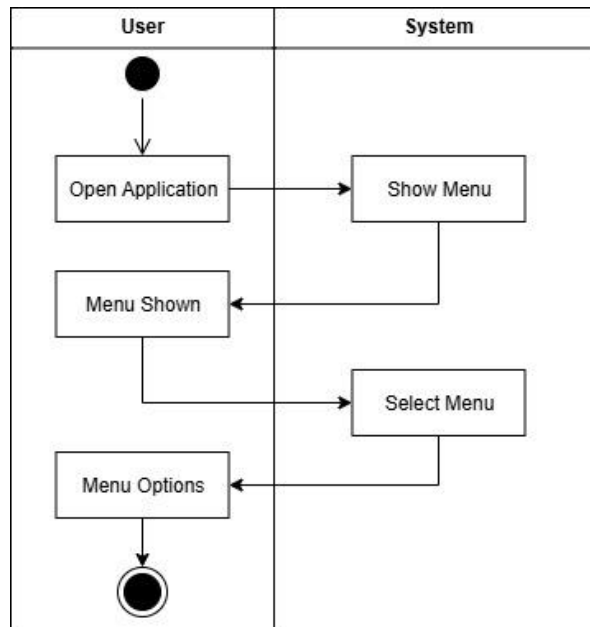 User
System
Open Application
Show Menu
Menu Shown
Select Menu
Menu Options